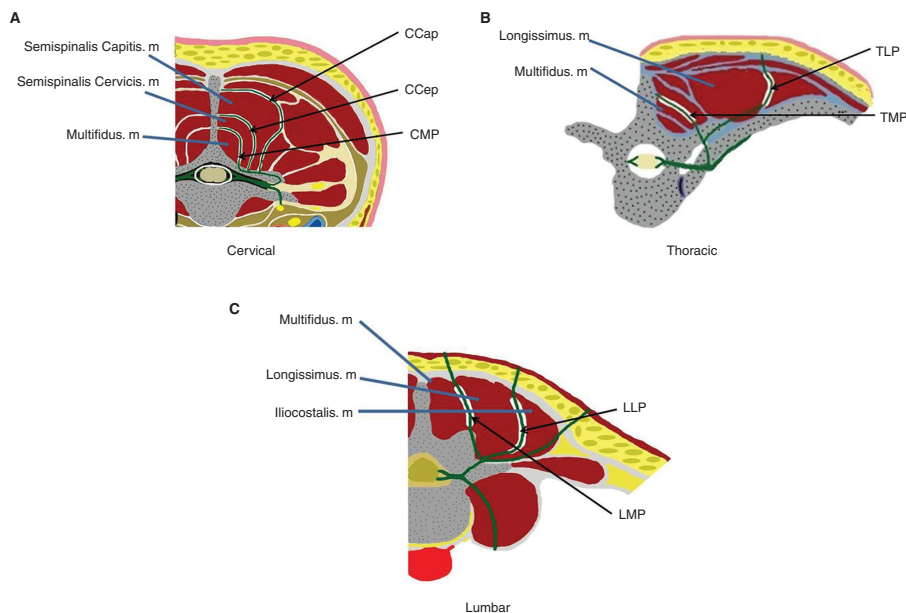 A
Semispinalis Capitis. m
Semispinalis Cervicis. m
Multifidus. m
CCap
CCep
CMP
Cervical
B
Longissimus. m
Multifidus. m
TLP
TMP
Thoracic
C
Multifidus. m
Longissimus. m
Iliocostalis. m
LLP
LMP
Lumbar